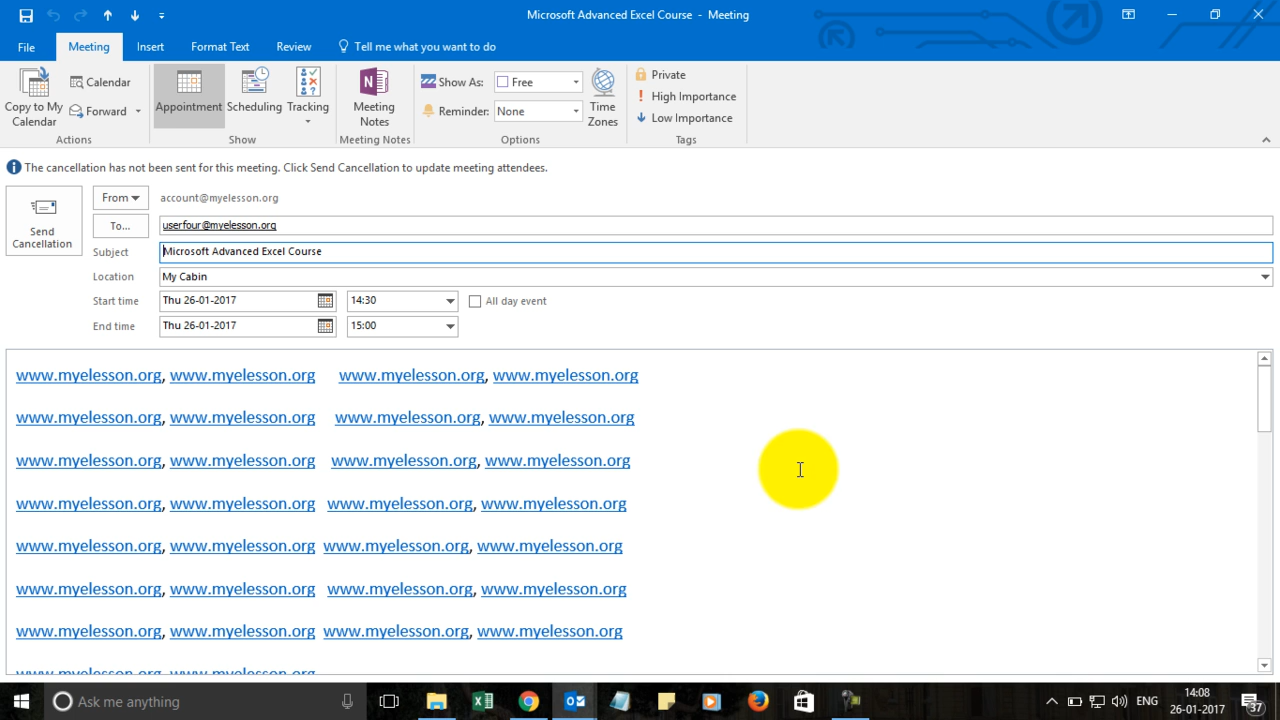 Microsoft Advanced Excel Course - Meeting
File Meeting Insert Format Text Review Tell me what you want to do
Copy to My Calendar
Calendar
Forward
Actions
Appointment
Scheduling
Tracking
Show
Meeting Notes
Meeting Notes
Show As: Free
Reminder: None
Time Zones
Options
Private
High Importance
Low Importance
Tags
The cancellation has not been sent for this meeting. Click Send Cancellation to update meeting attendees.
Send Cancellation
From account@myelesson.org
To... userfour@myelesson.org
Subject Microsoft Advanced Excel Course
Location My Cabin
Start time Thu 26-01-2017 14:30 All day event
End time Thu 26-01-2017 15:00
www.myelesson.org, www.myelesson.org www.myelesson.org, www.myelesson.org
www.myelesson.org, www.myelesson.org www.myelesson.org, www.myelesson.org
www.myelesson.org, www.myelesson.org www.myelesson.org, www.myelesson.org
www.myelesson.org, www.myelesson.org www.myelesson.org, www.myelesson.org
www.myelesson.org, www.myelesson.org www.myelesson.org, www.myelesson.org
www.myelesson.org, www.myelesson.org www.myelesson.org, www.myelesson.org
www.myelesson.org, www.myelesson.org www.myelesson.org, www.myelesson.org
www.myelesson.org, www.myelesson.org
Ask me anything
ENG
14:08
26-01-2017
37